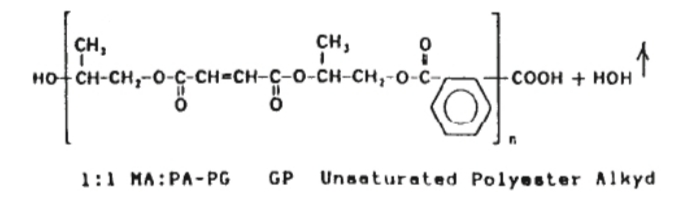 CH₃ CH₃ O
HO CH-CH₂-O-C-CH=CH-C-O-CH-CH₂-O-C- COOH + HOH
O O
n
1:1 MA:PA-PG GP Unsaturated Polyester Alkyd